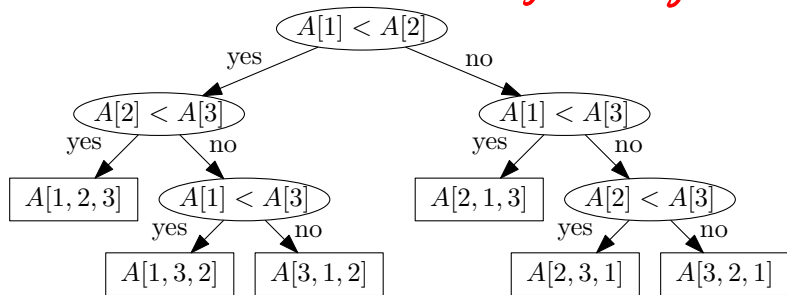 A[1] < A[2]
yes no
A[2] < A[3] A[1] < A[3]
yes no yes no
A[1, 2, 3] A[1] < A[3] A[2, 1, 3] A[2] < A[3]
yes no yes no
A[1, 3, 2] A[3, 1, 2] A[2, 3, 1] A[3, 2, 1]